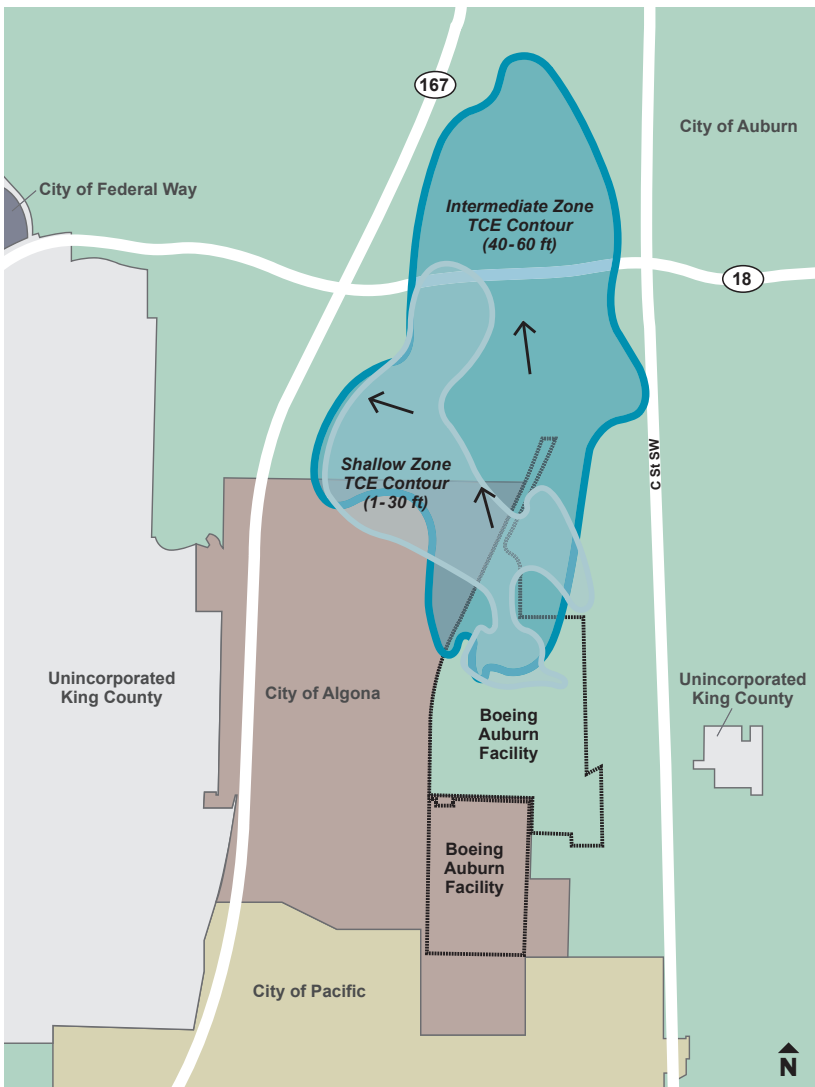 167
City of Auburn
City of Federal Way
Intermediate Zone
TCE Contour
(40-60 ft)
18
Shallow Zone
TCE Contour
(1-30 ft)
C St SW
Unincorporated
King County
City of Algona
Unincorporated
King County
Boeing
Auburn
Facility
Boeing
Auburn
Facility
City of Pacific
N